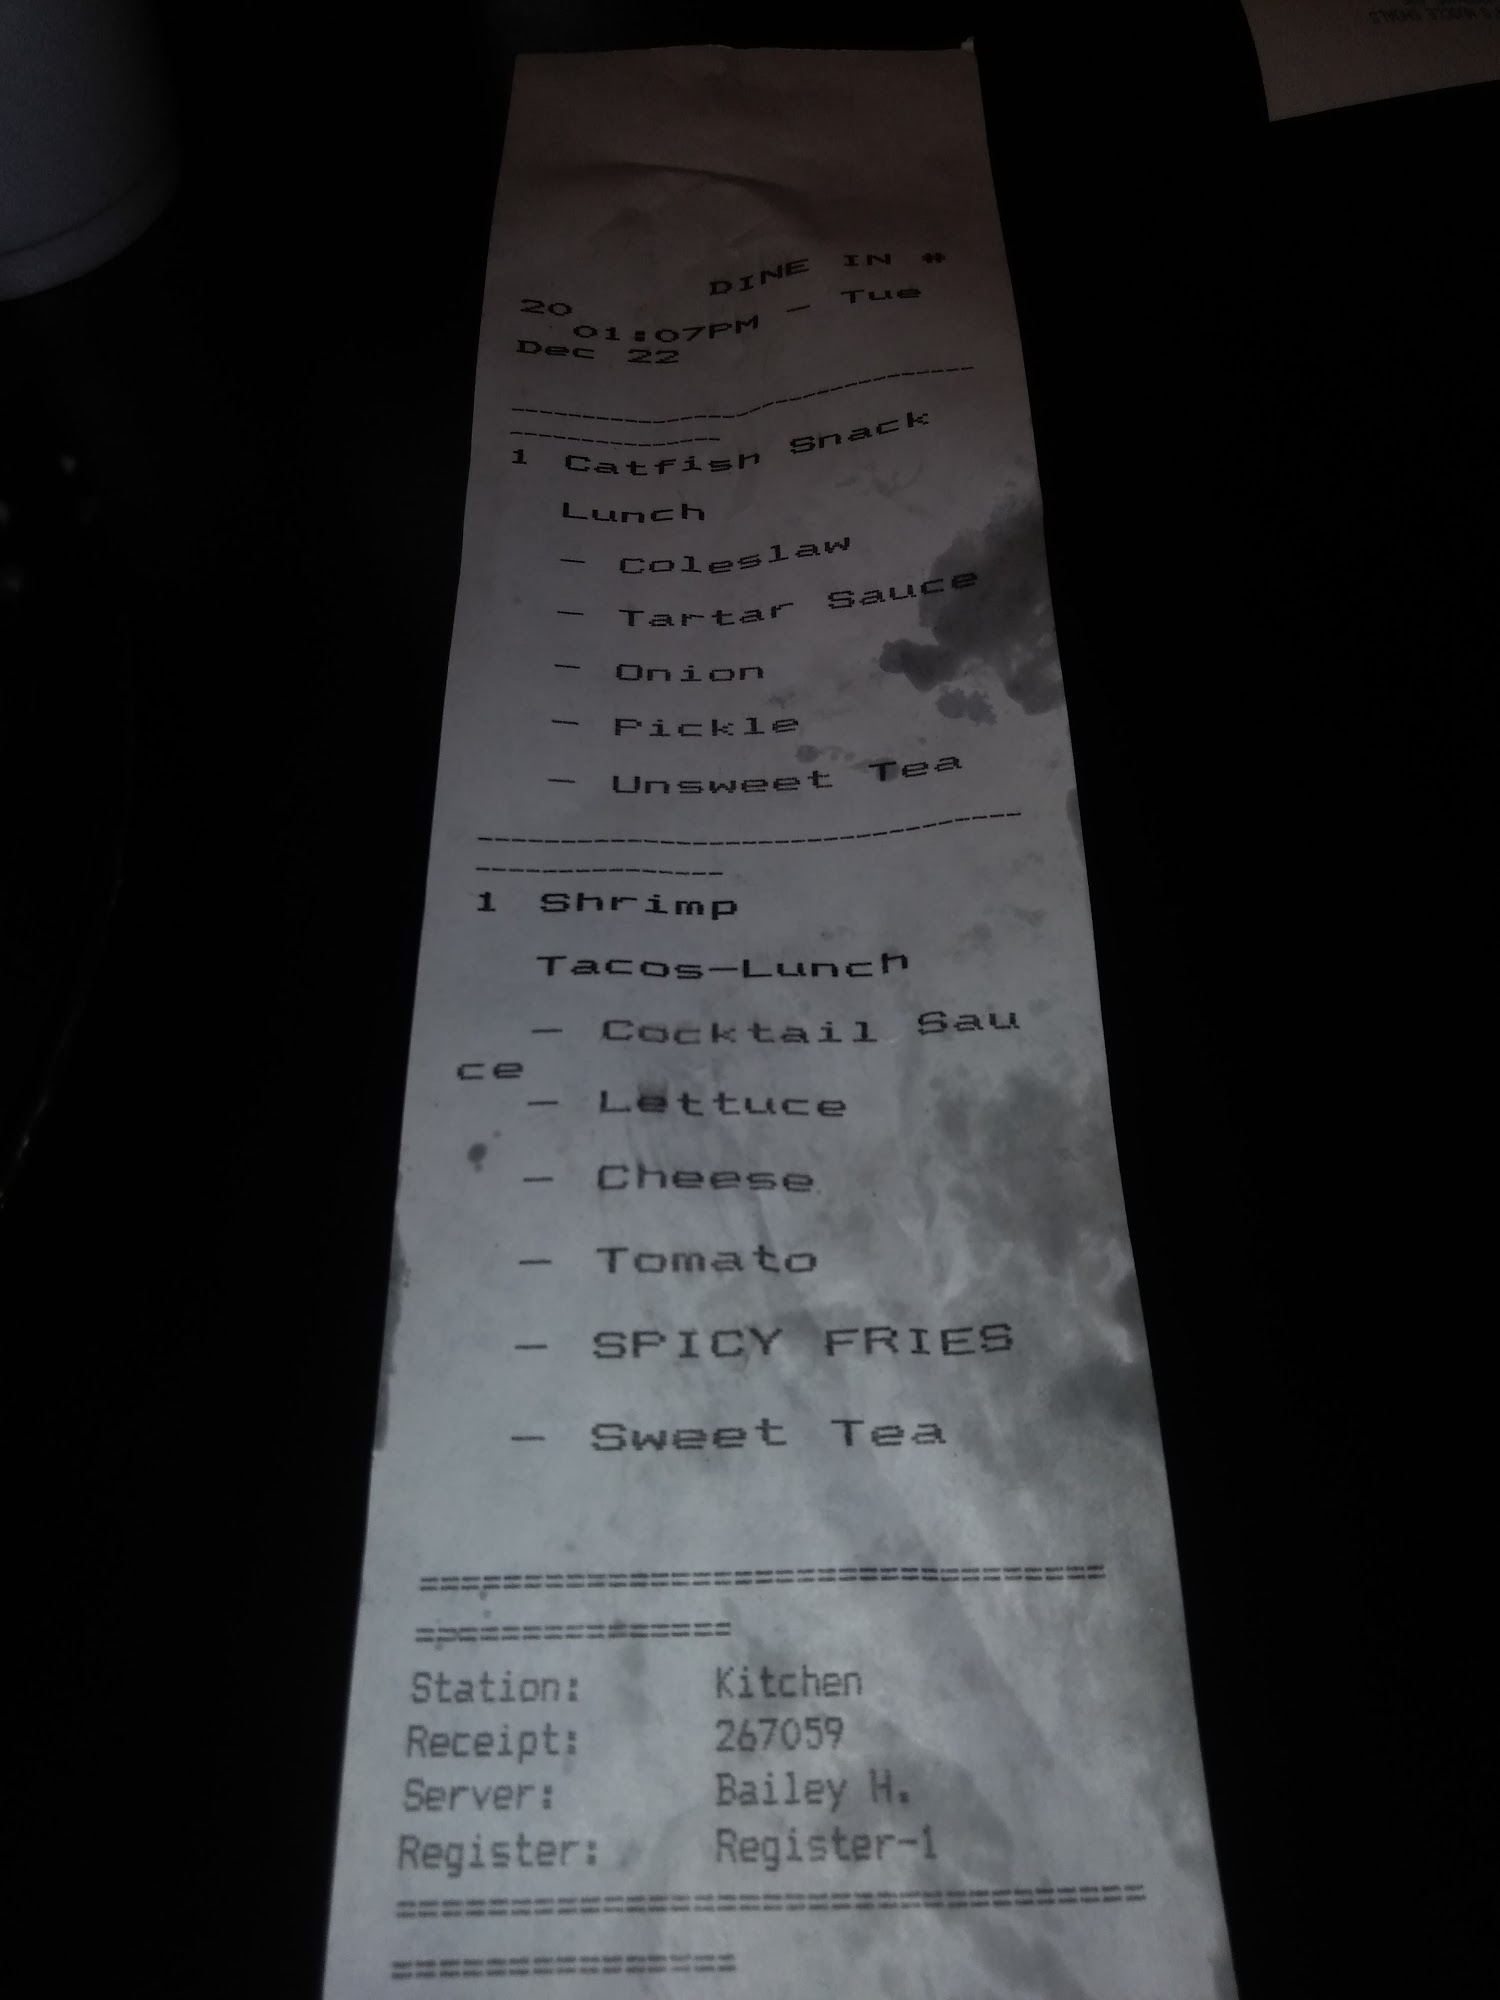 DINE IN #
20
01:07PM - Tue
Dec 22
------------------------------------
----------------
1 Catfish Snack
Lunch
- Coleslaw
- Tartar Sauce
- Onion
- Pickle
- Unsweet Tea
------------------------------------
----------------
1 Shrimp
Tacos-Lunch
- Cocktail Sau
ce
- Lettuce
- Cheese
- Tomato
- SPICY FRIES
- Sweet Tea
=================================
===============
Station: Kitchen
Receipt: 267059
Server: Bailey H.
Register: Register-1
=================================
===============